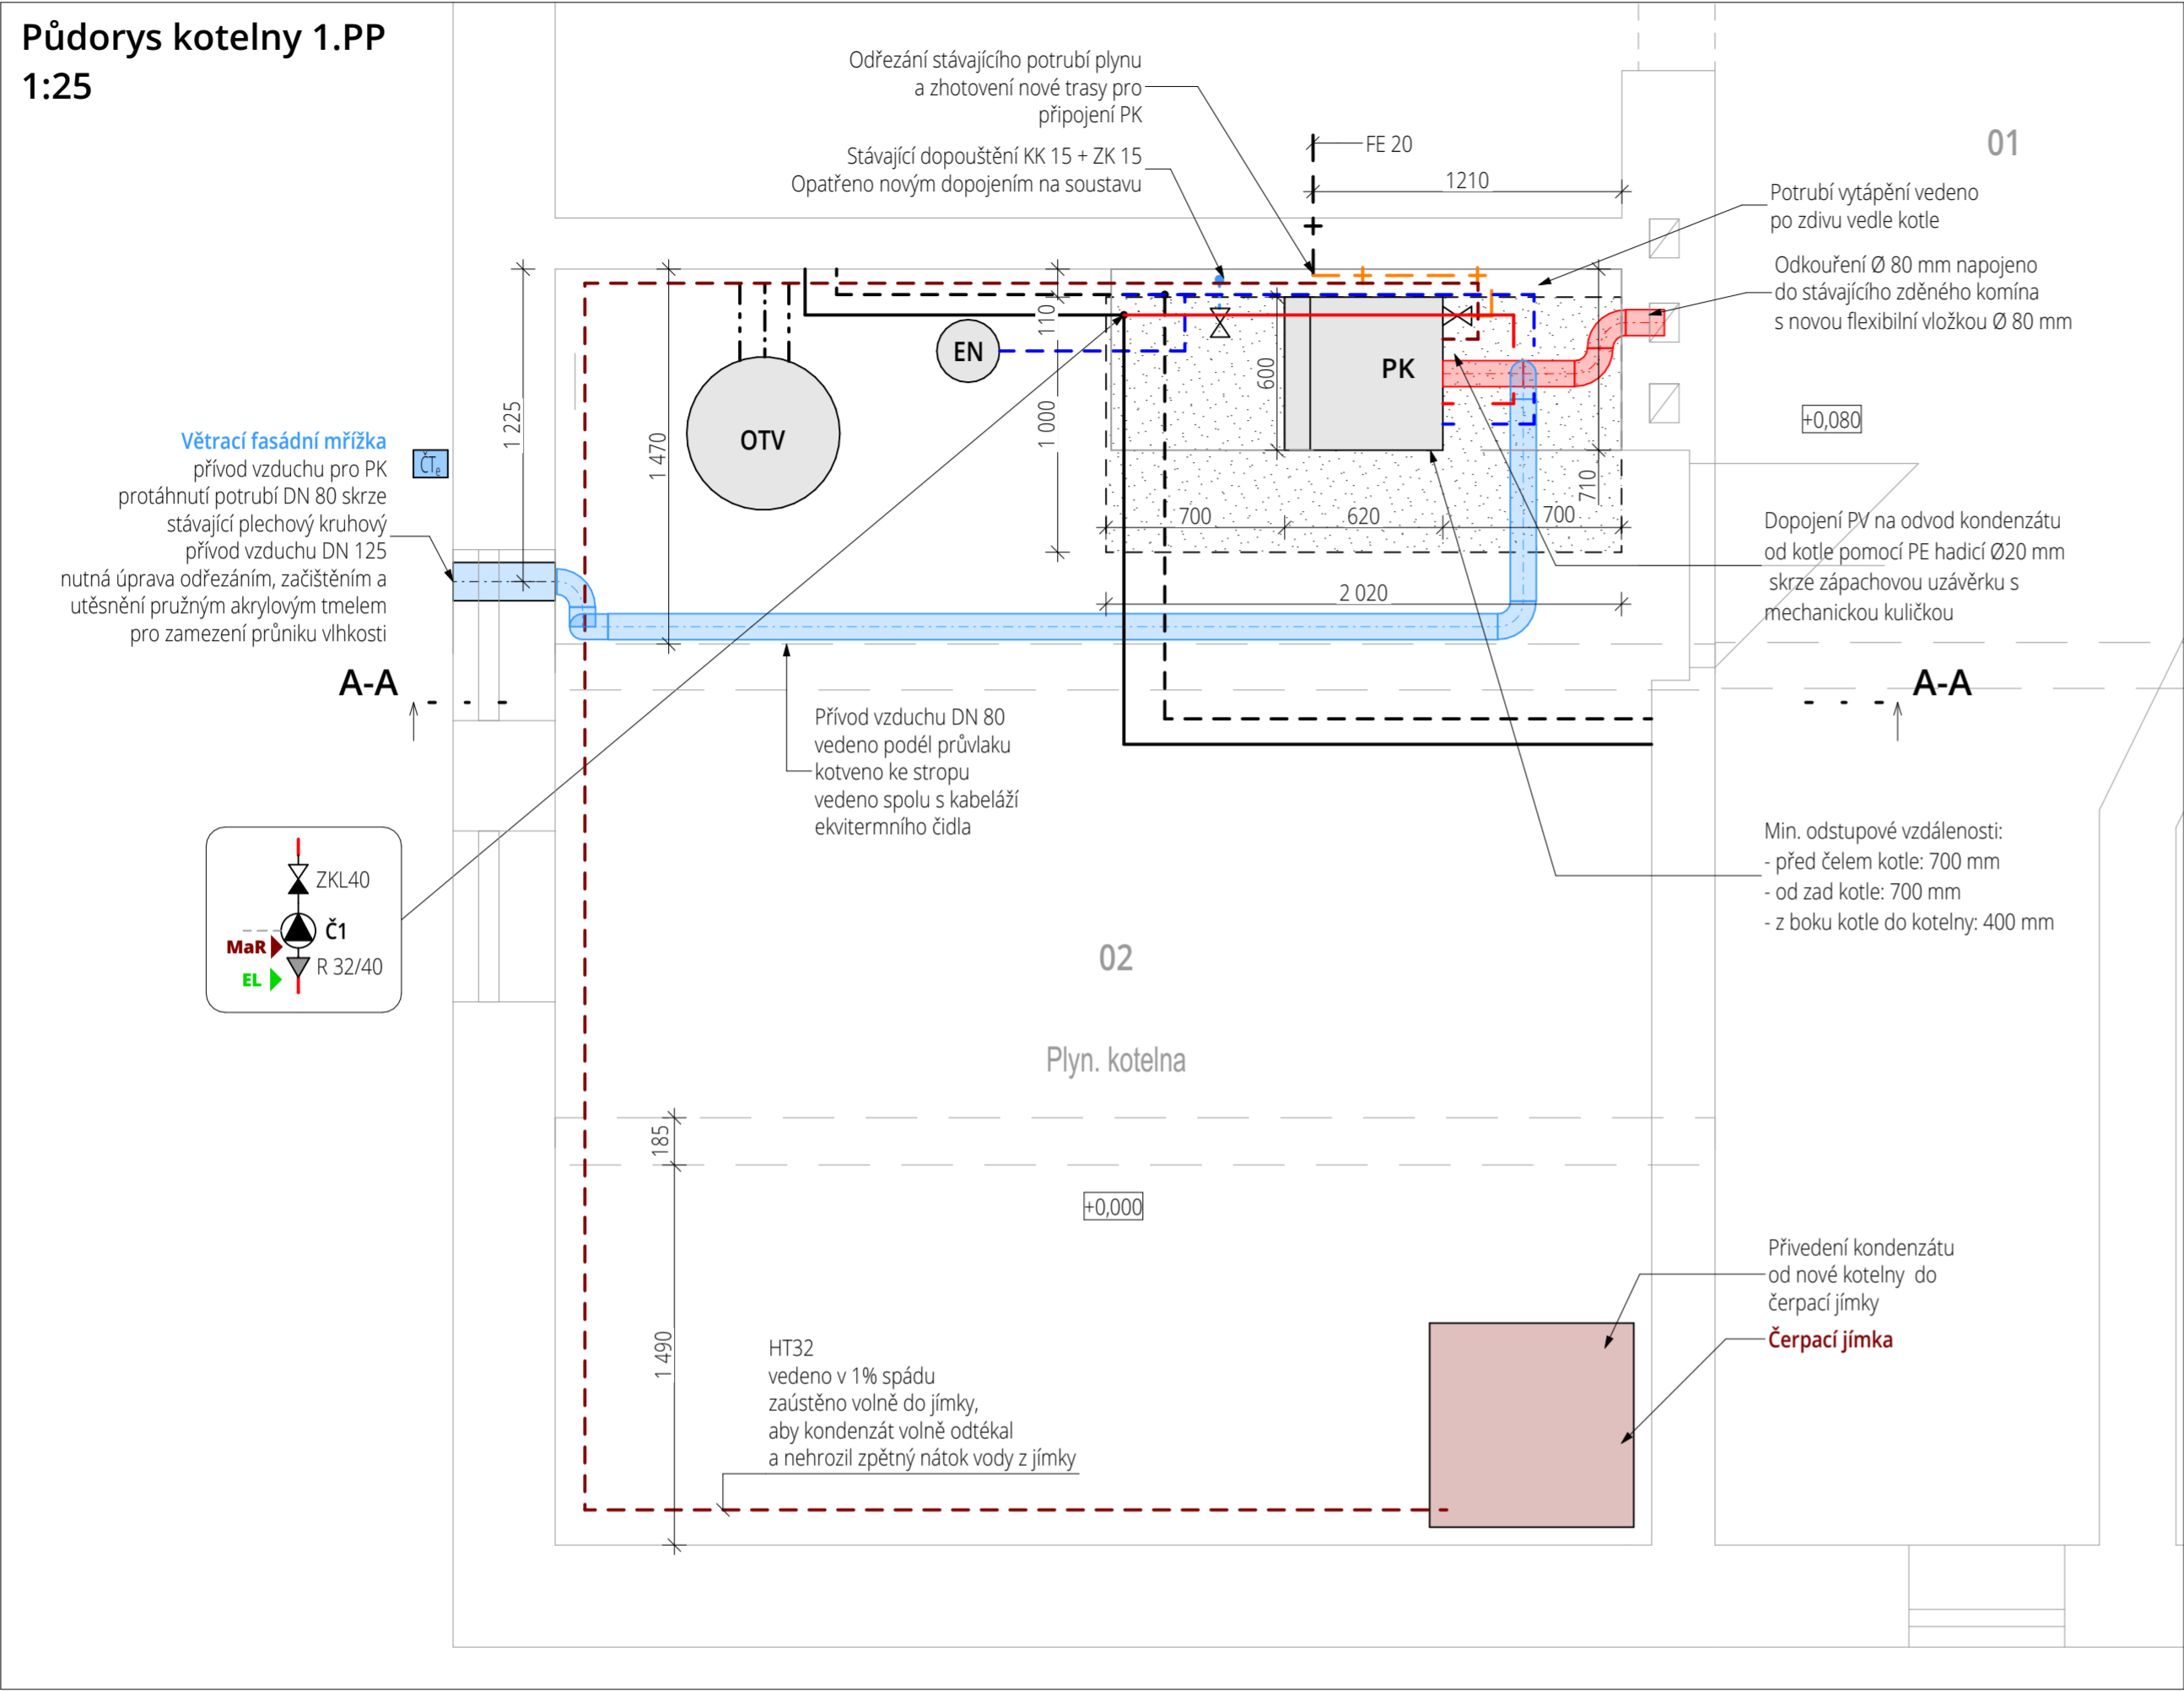 Půdorys kotelny 1.PP
1:25
Odřezání stávajícího potrubí plynu
a zhotovení nové trasy pro
připojení PK
Stávající dopouštění KK 15 + ZK 15
Opatřeno novým dopojením na soustavu
FE 20
1210
01
Potrubí vytápění vedeno
po zdivu vedle kotle
Odkouření Ø 80 mm napojeno
do stávajícího zděného komína
s novou flexibilní vložkou Ø 80 mm
+0,080
1 225
1 470
110
1 000
600
710
EN
OTV
PK
700
620
700
2 020
Větrací fasádní mřížka
přívod vzduchu pro PK
protáhnutí potrubí DN 80 skrze
stávající plechový kruhový
přívod vzduchu DN 125
nutná úprava odřezáním, začištěním a
utěsnění pružným akrylovým tmelem
pro zamezení průniku vlhkosti
ČTe
Dopojení PV na odvod kondenzátu
od kotle pomocí PE hadicí Ø20 mm
skrze zápachovou uzávěrku s
mechanickou kuličkou
A-A
A-A
Přívod vzduchu DN 80
vedeno podél průvlaku
kotveno ke stropu
vedeno spolu s kabeláží
ekvitermního čidla
Min. odstupové vzdálenosti:
- před čelem kotle: 700 mm
- od zad kotle: 700 mm
- z boku kotle do kotelny: 400 mm
ZKL40
Č1
MaR
R 32/40
EL
02
Plyn. kotelna
185
+0,000
1 490
HT32
vedeno v 1% spádu
zaústěno volně do jímky,
aby kondenzát volně odtékal
a nehrozil zpětný nátok vody z jímky
Přivedení kondenzátu
od nové kotelny do
čerpací jímky
Čerpací jímka